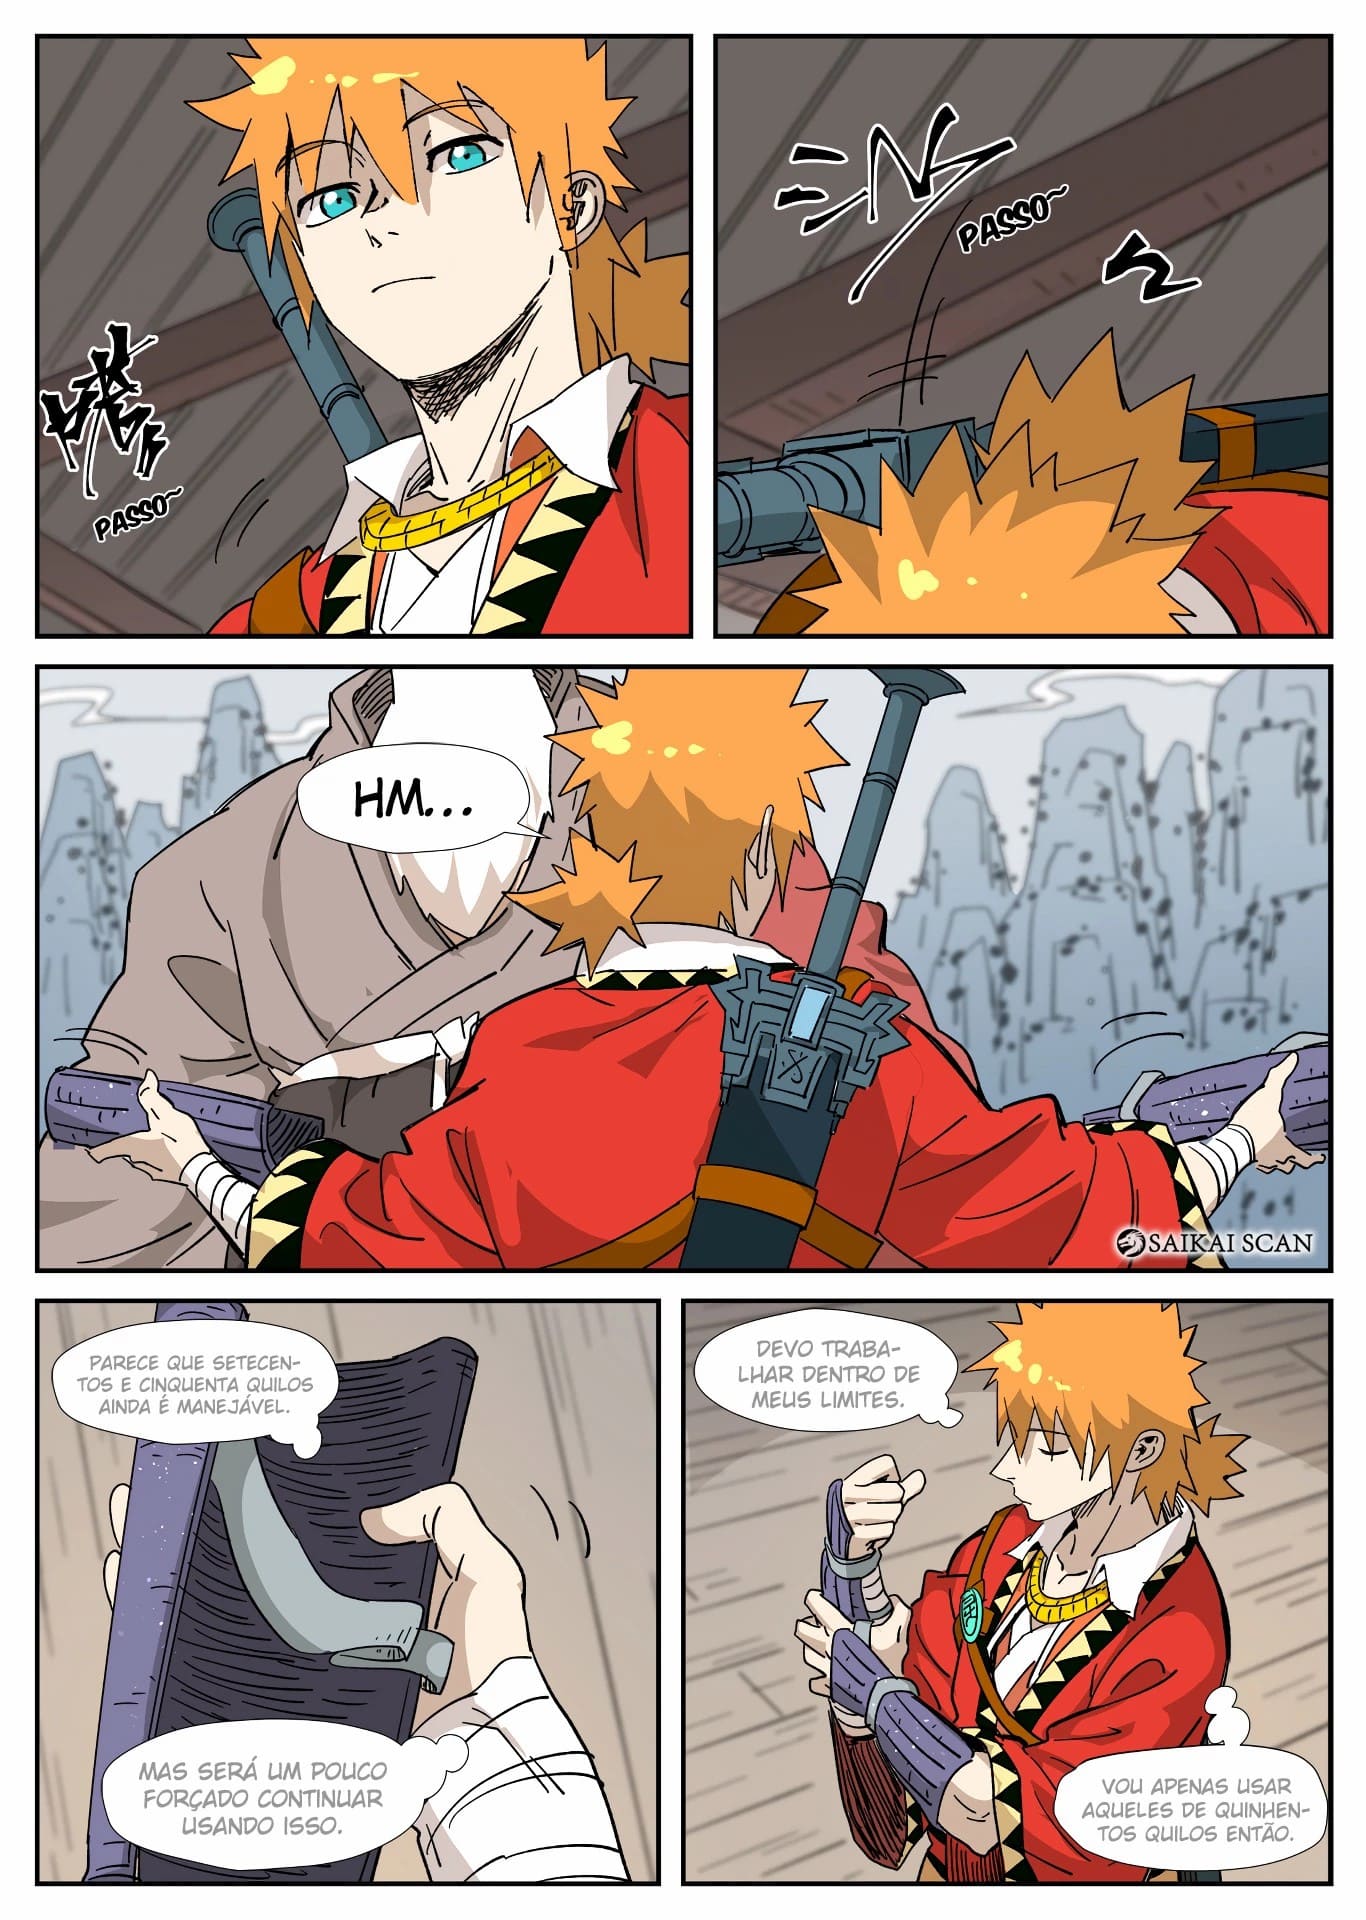 PASSO~
PASSO~
HM...
SAIKAI SCAN
PARECE QUE SETECEN-
TOS E CINQUENTA QUILOS
AINDA É MANEJÁVEL.
MAS SERÁ UM POUCO
FORÇADO CONTINUAR
USANDO ISSO.
DEVO TRABA-
LHAR DENTRO DE
MEUS LIMITES.
VOU APENAS USAR
AQUELES DE QUINHEN-
TOS QUILOS ENTÃO.